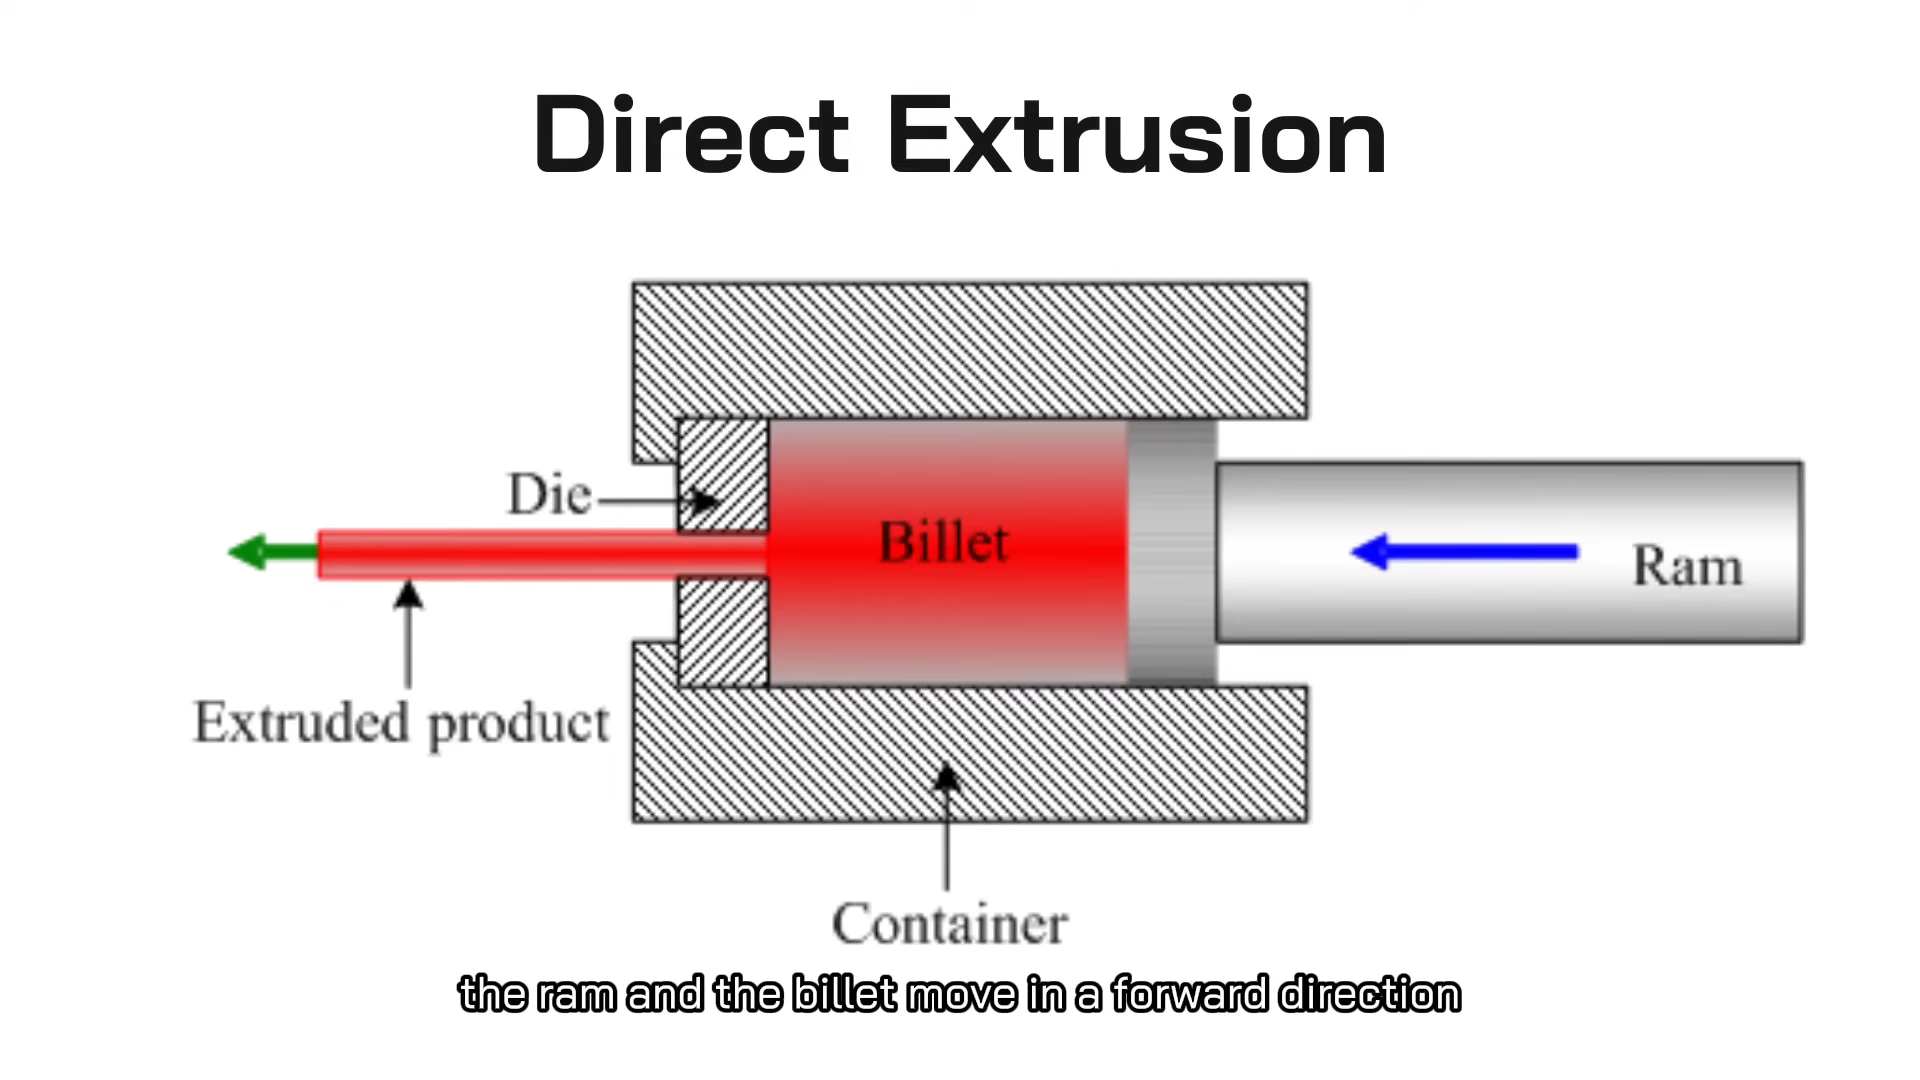 Direct Extrusion
Die
Billet
Ram
Extruded product
Container
the ram and the billet move in a forward direction